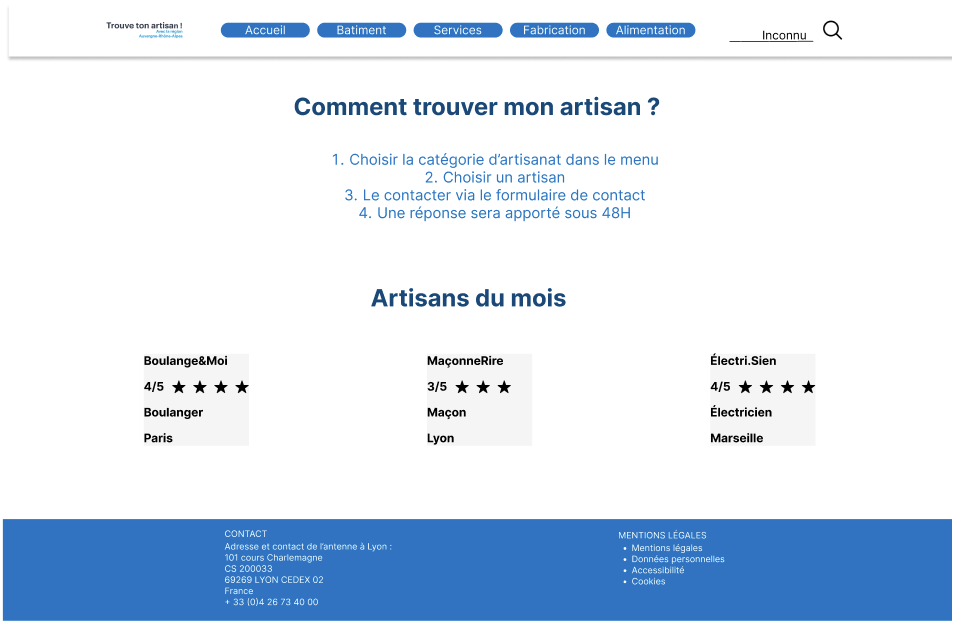 Trouve ton artisan !
Avec la région
Auvergne-Rhône-Alpes
Accueil
Batiment
Services
Fabrication
Alimentation
Inconnu
Comment trouver mon artisan ?
1. Choisir la catégorie d’artisanat dans le menu
2. Choisir un artisan
3. Le contacter via le formulaire de contact
4. Une réponse sera apporté sous 48H
Artisans du mois
Boulange&Moi
4/5
Boulanger
Paris
MaçonneRire
3/5
Maçon
Lyon
Électri.Sien
4/5
Électricien
Marseille
CONTACT
Adresse et contact de l’antenne à Lyon :
101 cours Charlemagne
CS 200033
69269 LYON CEDEX 02
France
+ 33 (0)4 26 73 40 00
MENTIONS LÉGALES
• Mentions légales
• Données personnelles
• Accessibilité
• Cookies